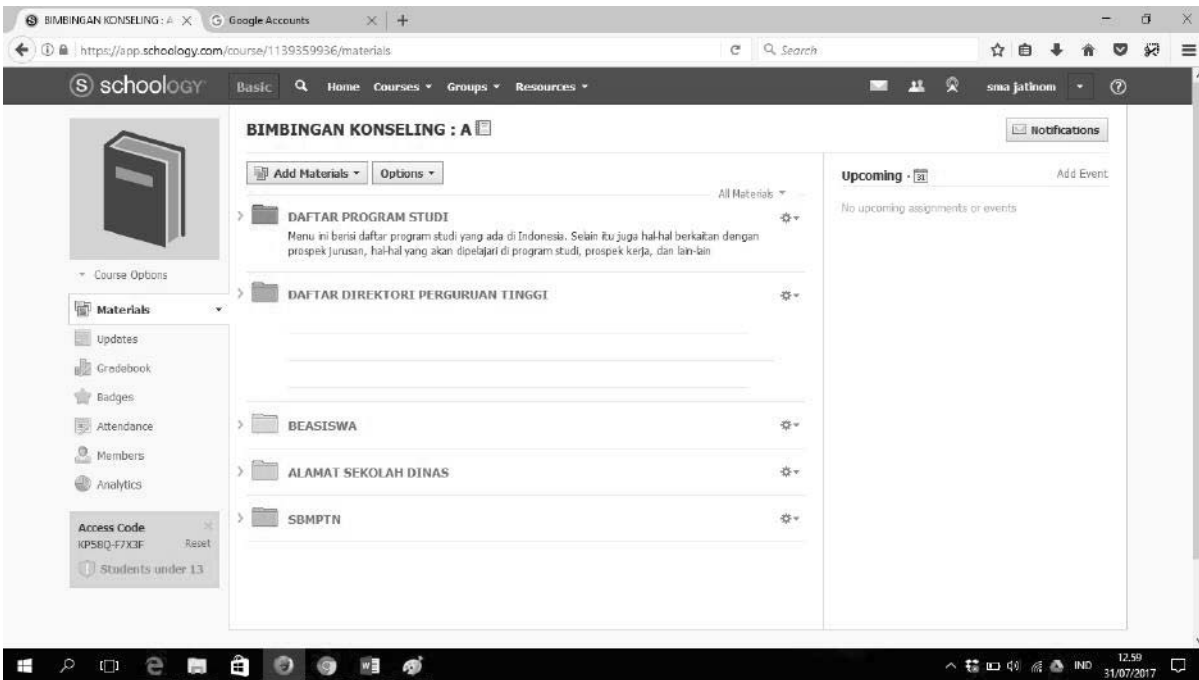 BIMBINGAN KONSELING : A
Google Accounts
https://app.schoology.com/course/1139359936/materials
Search
schoology
Basic
Home
Courses
Groups
Resources
sma jatinom
BIMBINGAN KONSELING : A
Notifications
Add Materials
Options
All Materials
Upcoming
31
Add Event
No upcoming assignments or events
DAFTAR PROGRAM STUDI
Menu ini berisi daftar program studi yang ada di Indonesia. Selain itu juga hal-hal berkaitan dengan
prospek jurusan, hal-hal yang akan dipelajari di program studi, prospek kerja, dan lain-lain
DAFTAR DIREKTORI PERGURUAN TINGGI
BEASISWA
ALAMAT SEKOLAH DINAS
SBMPTN
Course Options
Materials
Updates
Gradebook
Badges
Attendance
Members
Analytics
Access Code
Reset
Students under 13
IND
12.59
31/07/2017